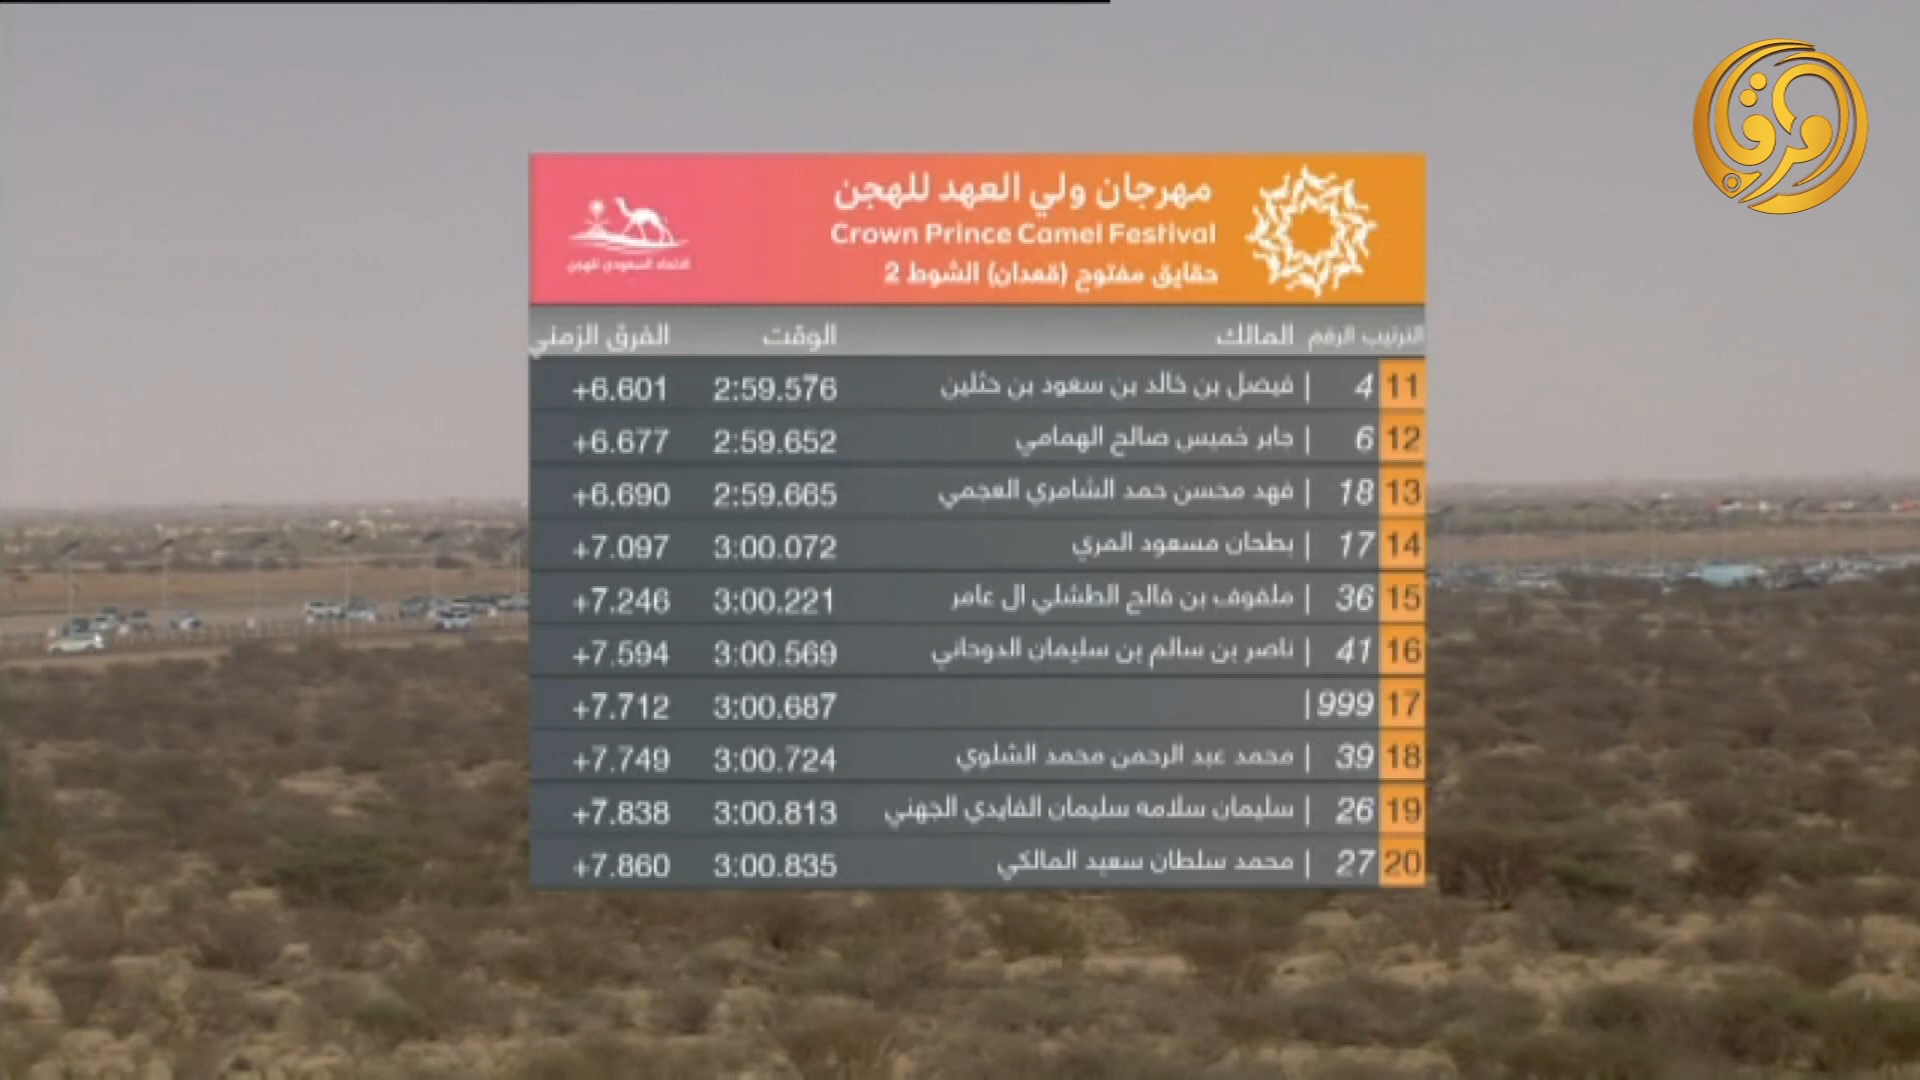 مهرجان ولي العهد للهجن
Crown Prince Camel Festival
حقايق مفتوح (قعدان) الشوط 2
الاتحاد السعودي للهجن
الترتيب الرقم المالك الوقت الفرق الزمني
11 4 | فيصل بن خالد بن سعود بن حثلين 2:59.576 +6.601
12 6 | جابر خميس صالح الهمامي 2:59.652 +6.677
13 18 | فهد محسن حمد الشامري العجمي 2:59.665 +6.690
14 17 | بطحان مسعود المري 3:00.072 +7.097
15 36 | ملفوف بن فالح الطشلي ال عامر 3:00.221 +7.246
16 41 | ناصر بن سالم بن سليمان الدوحاني 3:00.569 +7.594
17 999 | 3:00.687 +7.712
18 39 | محمد عبد الرحمن محمد الشلوي 3:00.724 +7.749
19 26 | سليمان سلامه سليمان الفايدي الجهني 3:00.813 +7.838
20 27 | محمد سلطان سعيد المالكي 3:00.835 +7.860